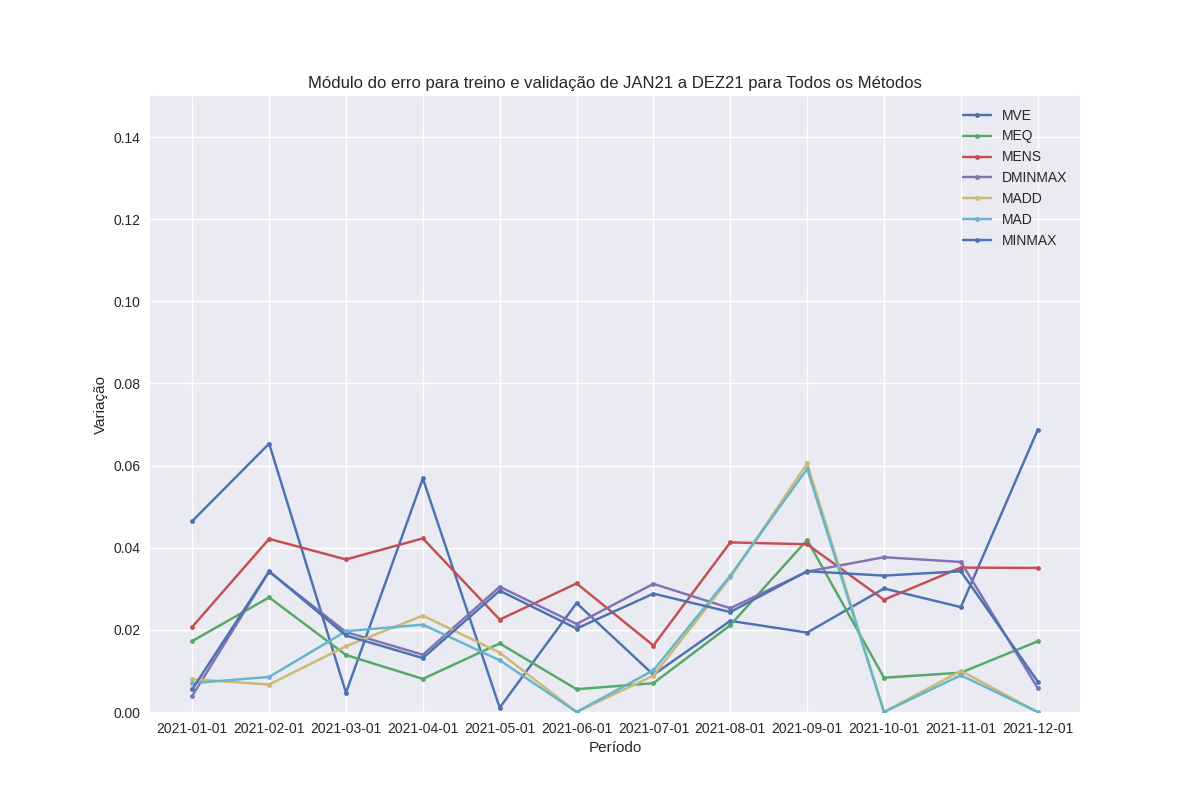 Módulo do erro para treino e validação de JAN21 a DEZ21 para Todos os Métodos
MVE
MEQ
MENS
DMINMAX
MADD
MAD
MINMAX
0.14
0.12
0.10
0.08
0.06
0.04
0.02
0.00
Variação
2021-01-01 2021-02-01 2021-03-01 2021-04-01 2021-05-01 2021-06-01 2021-07-01 2021-08-01 2021-09-01 2021-10-01 2021-11-01 2021-12-01
Período